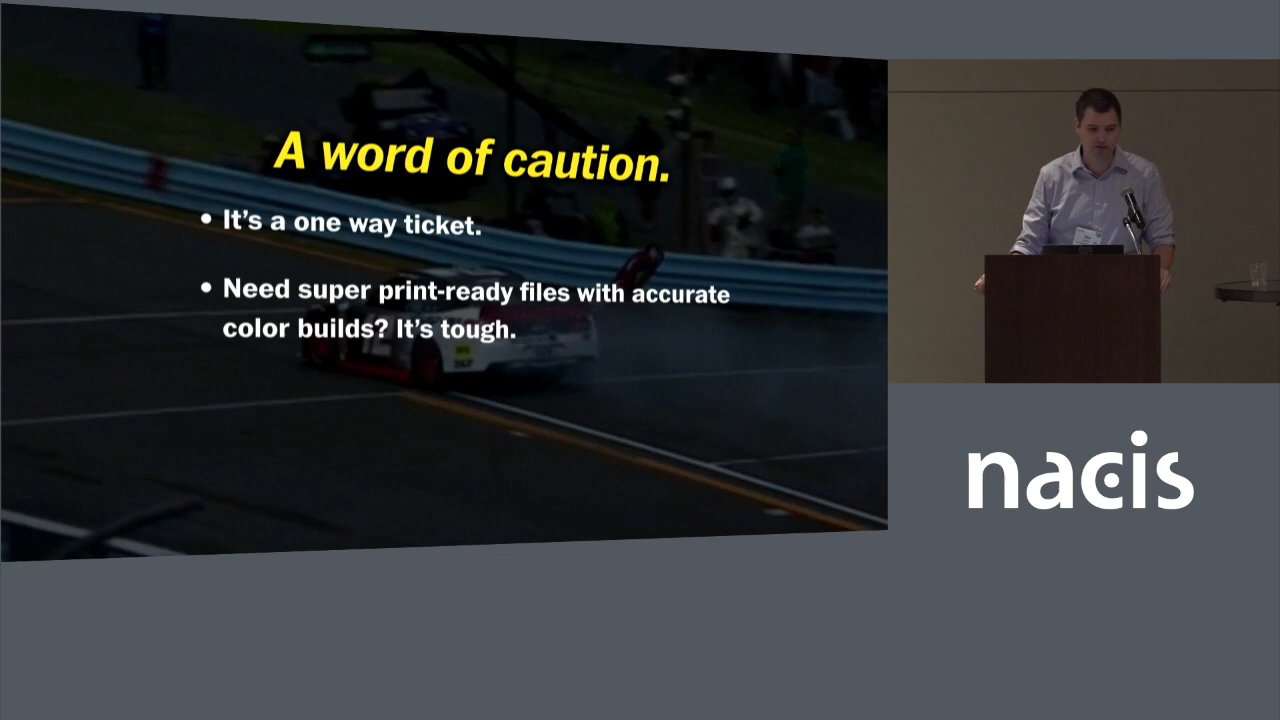 A word of caution.
• It's a one way ticket.
• Need super print-ready files with accurate
color builds? It's tough.
nacis